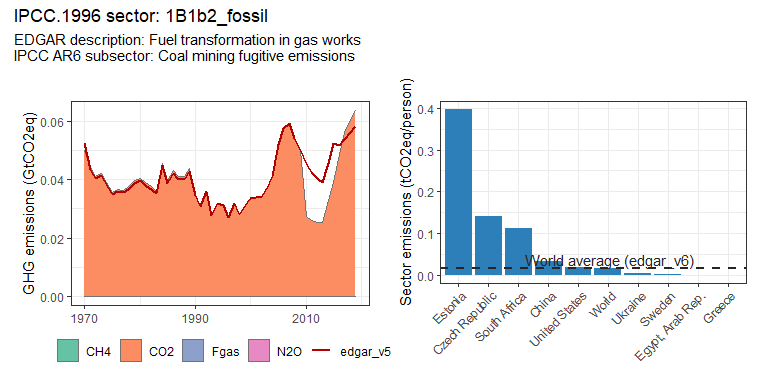 IPCC.1996 sector: 1B1b2_fossil
EDGAR description: Fuel transformation in gas works
IPCC AR6 subsector: Coal mining fugitive emissions
GHG emissions (GtCO2eq)
0.06
0.04
0.02
0.00
1970
1990
2010
CH4
CO2
Fgas
N2O
edgar_v5
Sector emissions (tCO2eq/person)
0.4
0.3
0.2
0.1
0.0
World average (edgar_v6)
Estonia
Czech Republic
South Africa
China
United States
World
Ukraine
Sweden
Egypt, Arab Rep.
Greece